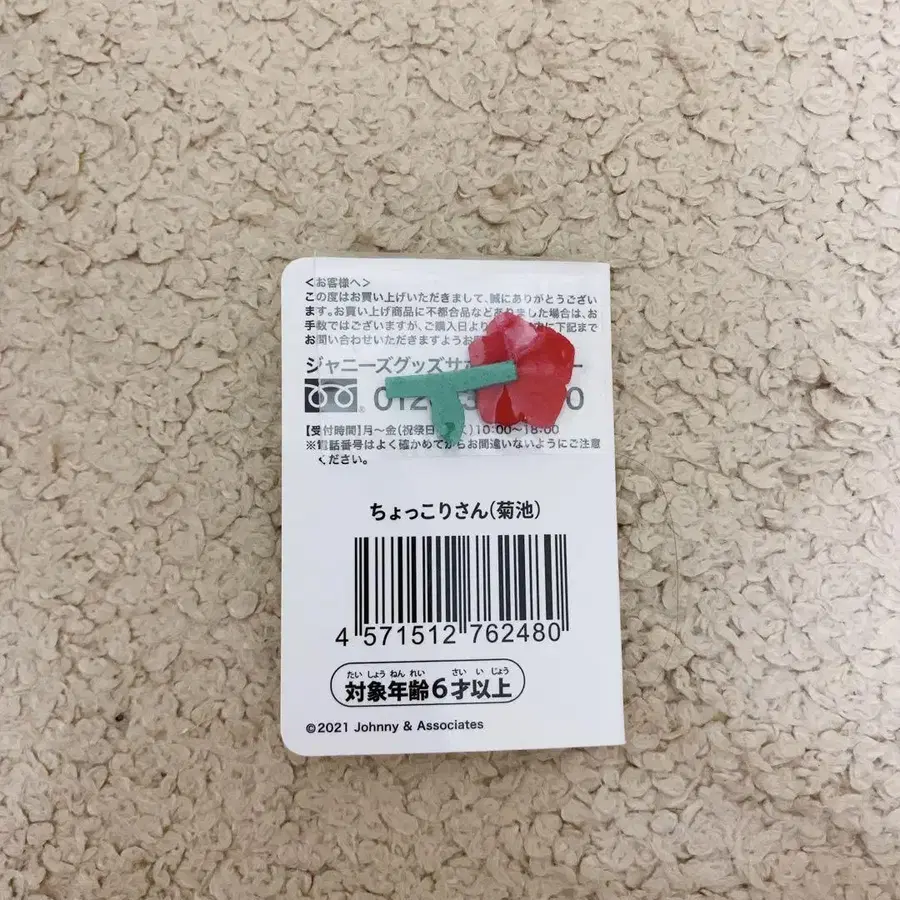 <お客様へ>
この度はお買い上げいただきまして、誠にありがとうござい
ます。お買い上げ商品に不都合品などありました場合は、お
手数ではございますが、ご購入日より 下記まで
お問い合わせいただきますようお
ジャニーズグッズサ
012
【受付時間】月～金(祝祭日 10:00～18:00
※電話番号はよく確かめてからお間違いないようにご注意
ください。
ちょっこりさん(菊池)
4 571512 762480
たいしょうねんれい さいいじょう
対象年齢6才以上
©2021 Johnny & Associates